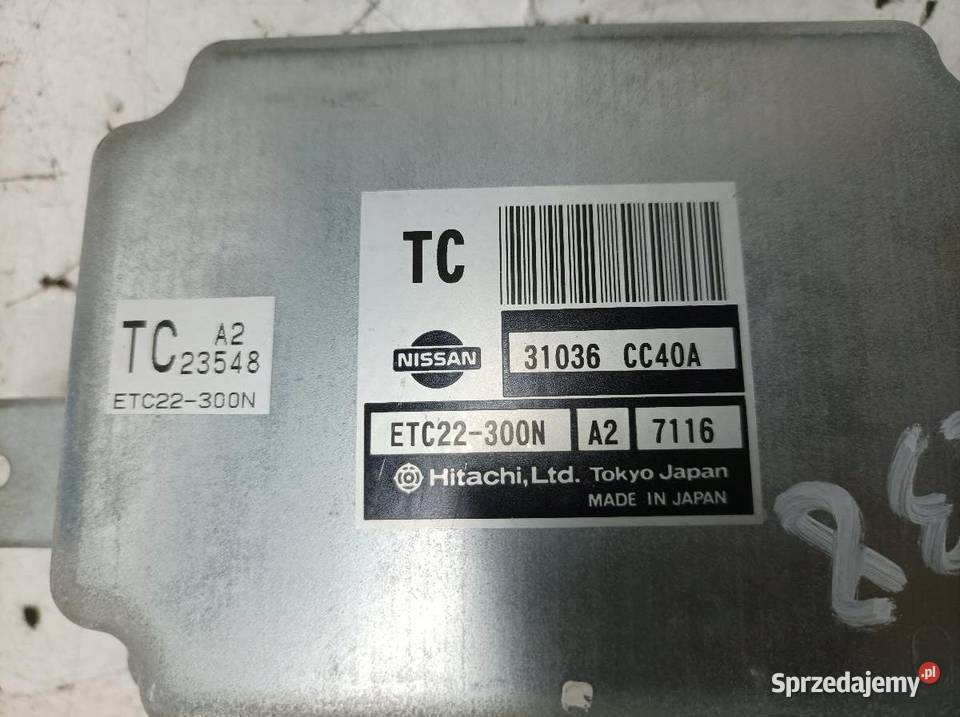 TC
NISSAN
31036 CC40A
ETC22-300N A2 7116
Hitachi,Ltd. Tokyo Japan
MADE IN JAPAN
TC A2
23548
ETC22-300N
Sprzedajemy.pl